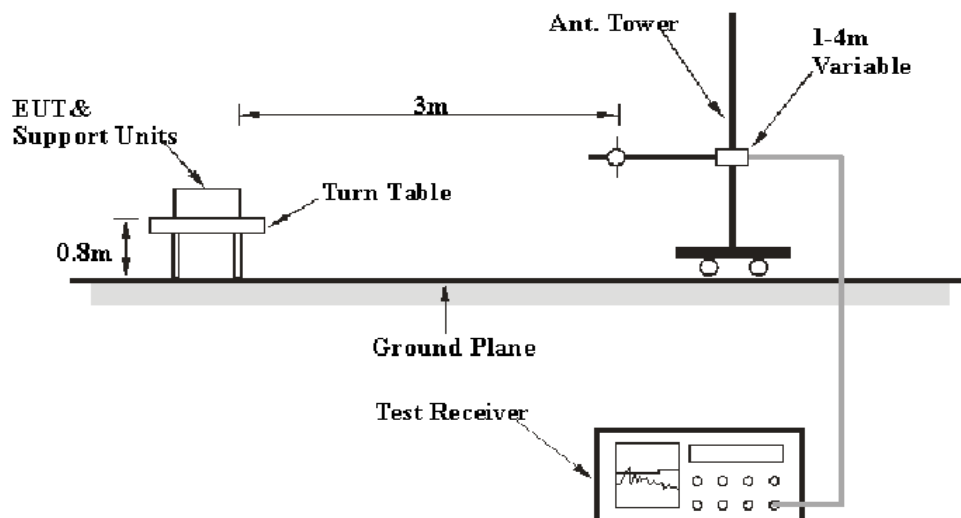 Ant. Tower
1-4m
Variable
3m
EUT&
Support Units
Turn Table
0.8m
Ground Plane
Test Receiver